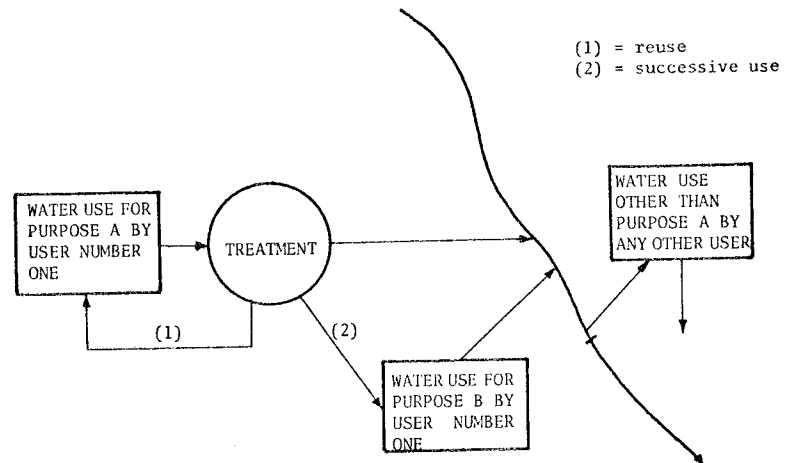 (1) = reuse
(2) = successive use
WATER USE FOR
PURPOSE A BY
USER NUMBER
ONE
TREATMENT
WATER USE
OTHER THAN
PURPOSE A BY
ANY OTHER USER
(1)
(2)
WATER USE FOR
PURPOSE B BY
USER NUMBER
ONE